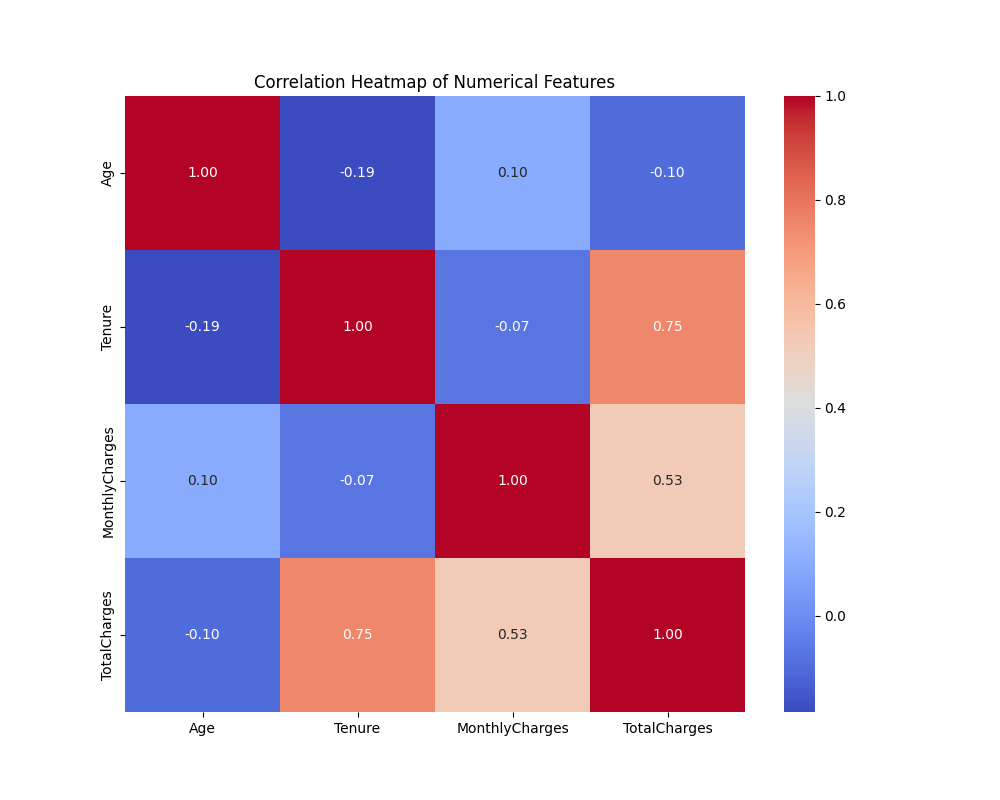 Correlation Heatmap of Numerical Features
Age
1.00
-0.19
0.10
-0.10
Tenure
-0.19
1.00
-0.07
0.75
MonthlyCharges
0.10
-0.07
1.00
0.53
TotalCharges
-0.10
0.75
0.53
1.00
Age
Tenure
MonthlyCharges
TotalCharges
1.0
0.8
0.6
0.4
0.2
0.0